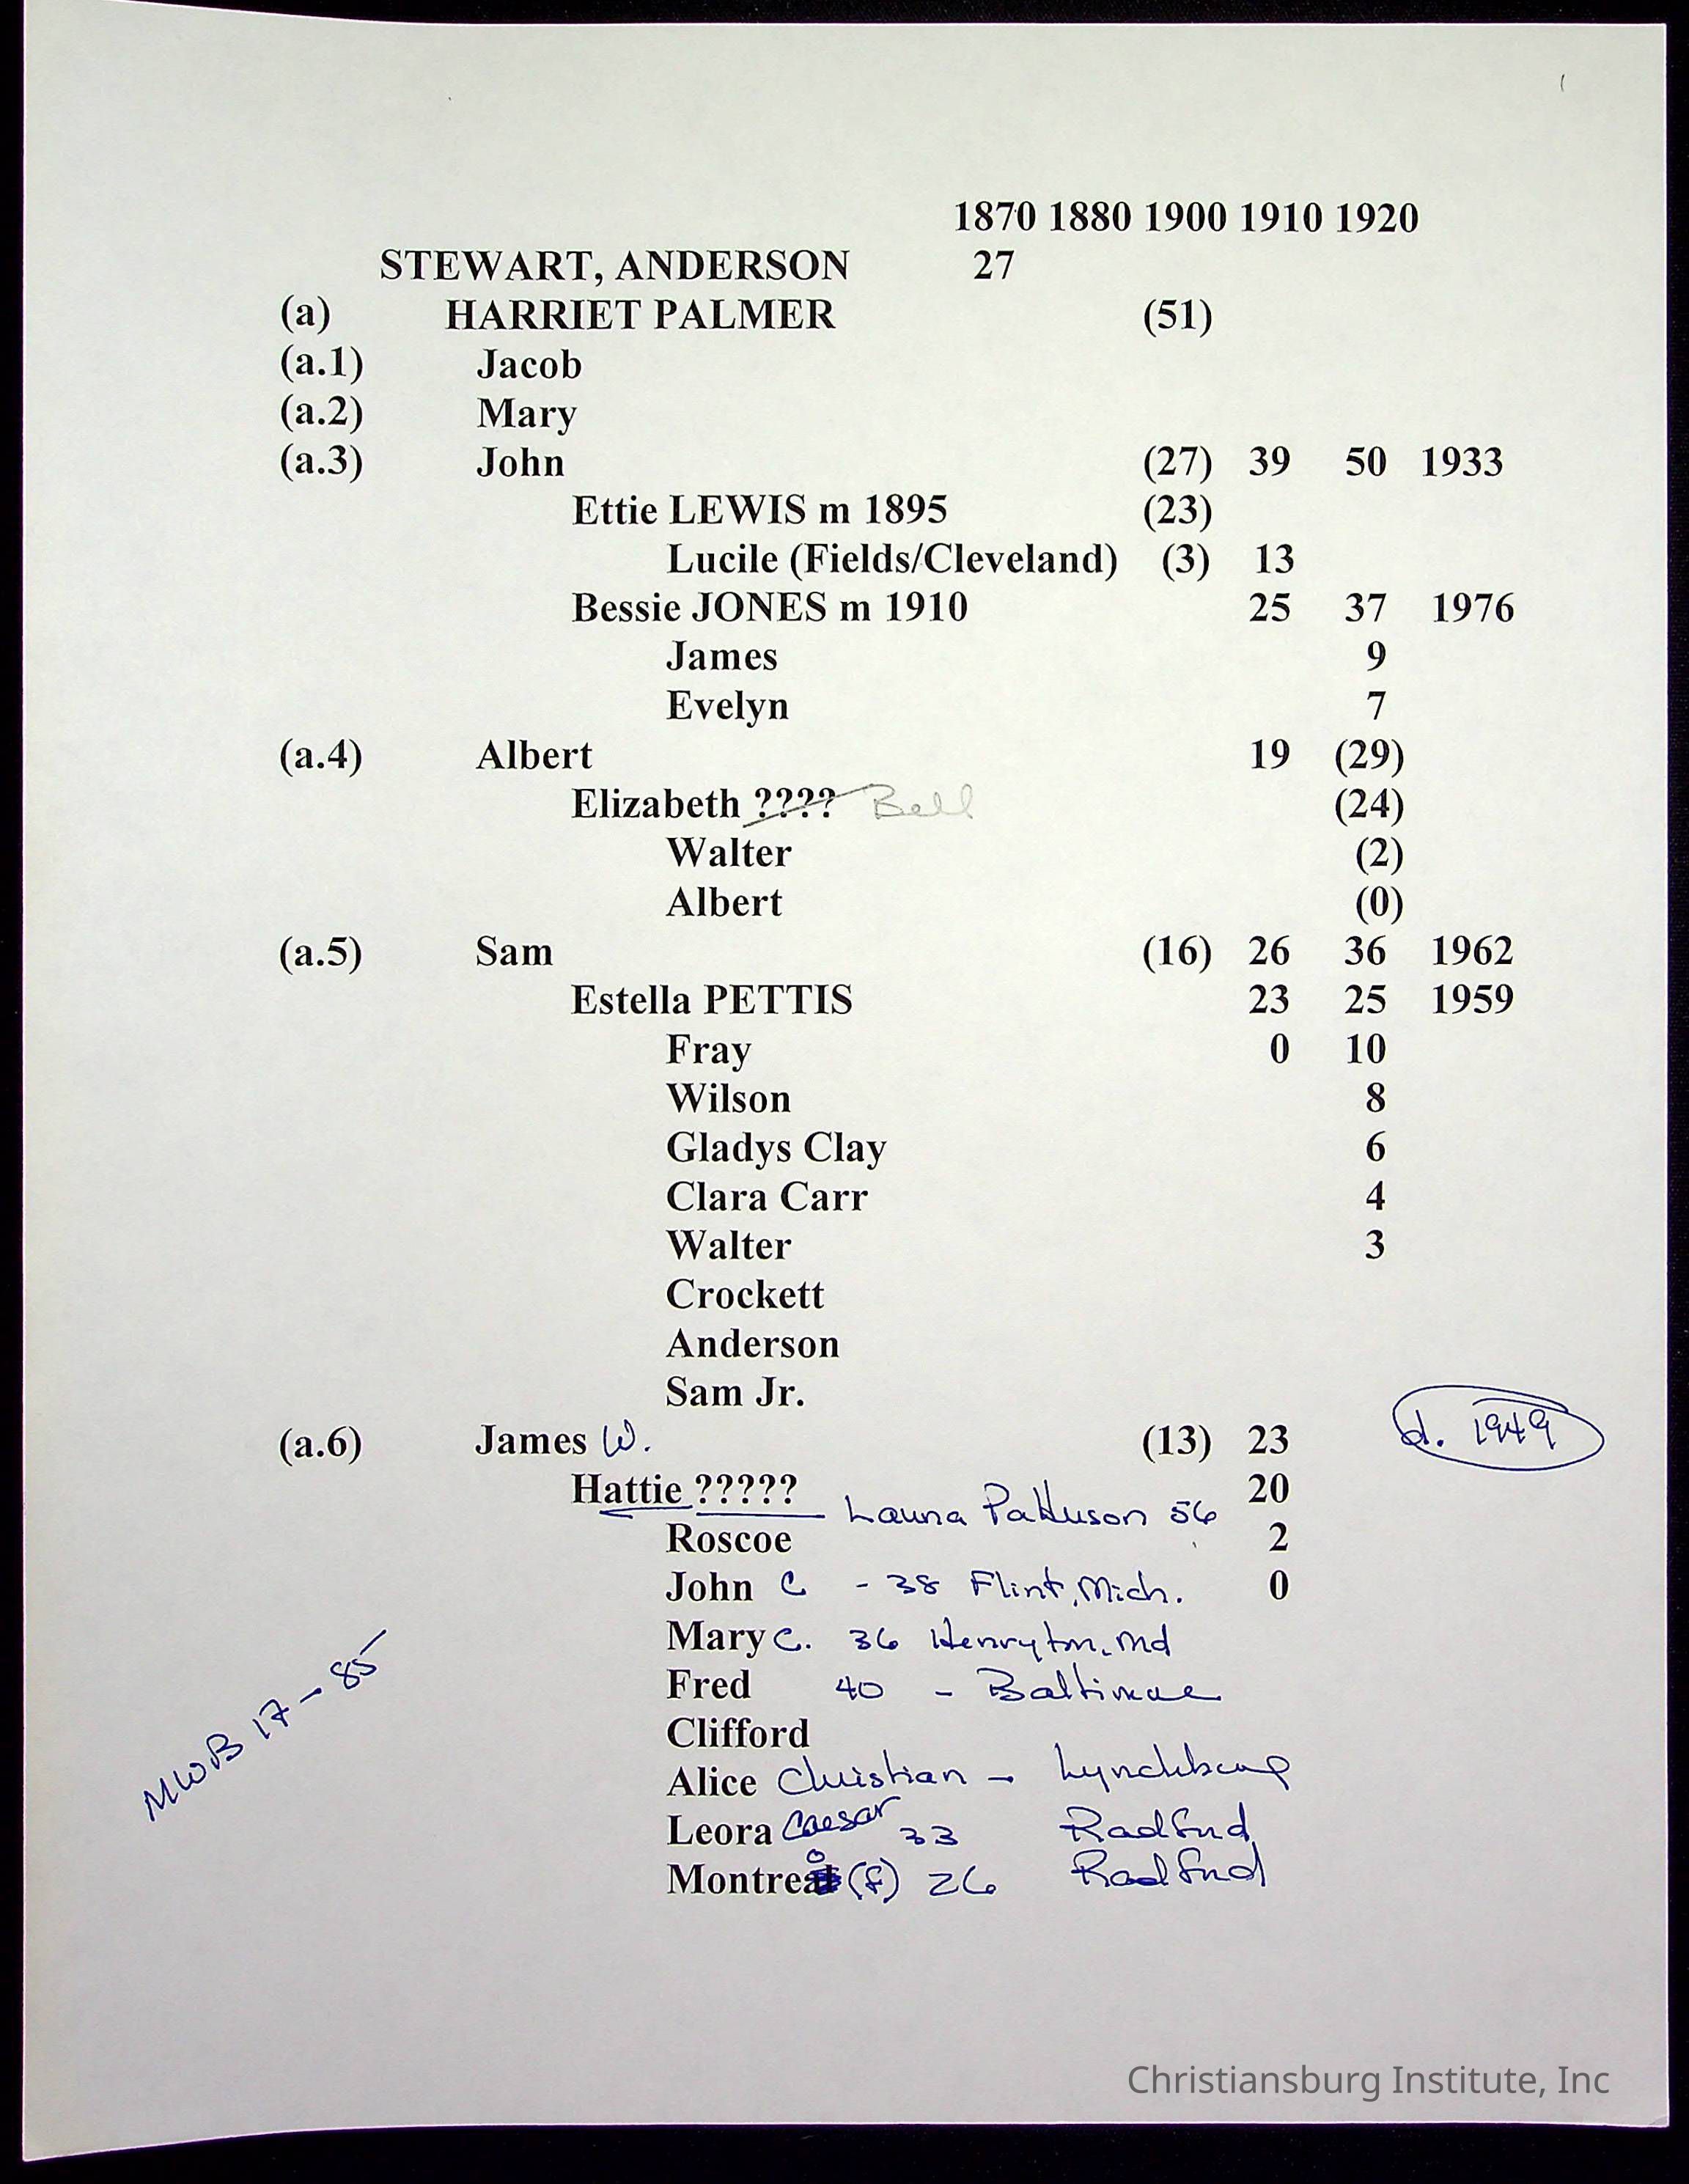 1870 1880 1900 1910 1920
STEWART, ANDERSON 27
(a) HARRIET PALMER (51)
(a.1) Jacob
(a.2) Mary
(a.3) John (27) 39 50 1933
Ettie LEWIS m 1895 (23)
Lucile (Fields/Cleveland) (3) 13
Bessie JONES m 1910 25 37 1976
James 9
Evelyn 7
(a.4) Albert 19 (29)
Elizabeth ???? Bell (24)
Walter (2)
Albert (0)
(a.5) Sam (16) 26 36 1962
Estella PETTIS 23 25 1959
Fray 0 10
Wilson 8
Gladys Clay 6
Clara Carr 4
Walter 3
Crockett
Anderson
Sam Jr.
(a.6) James W. (13) 23 d. 1949
Hattie ????? 20
Launa Patterson 56
Roscoe 2
John C - 38 Flint, Mich. 0
Mary C. 36 Henryton, Md
Fred 40 - Baltimore
Clifford
Alice Christian - Lynchburg
Leora Caesar 33 Radford
(f) 26 Radford
MWB 17-85
Christiansburg Institute, Inc